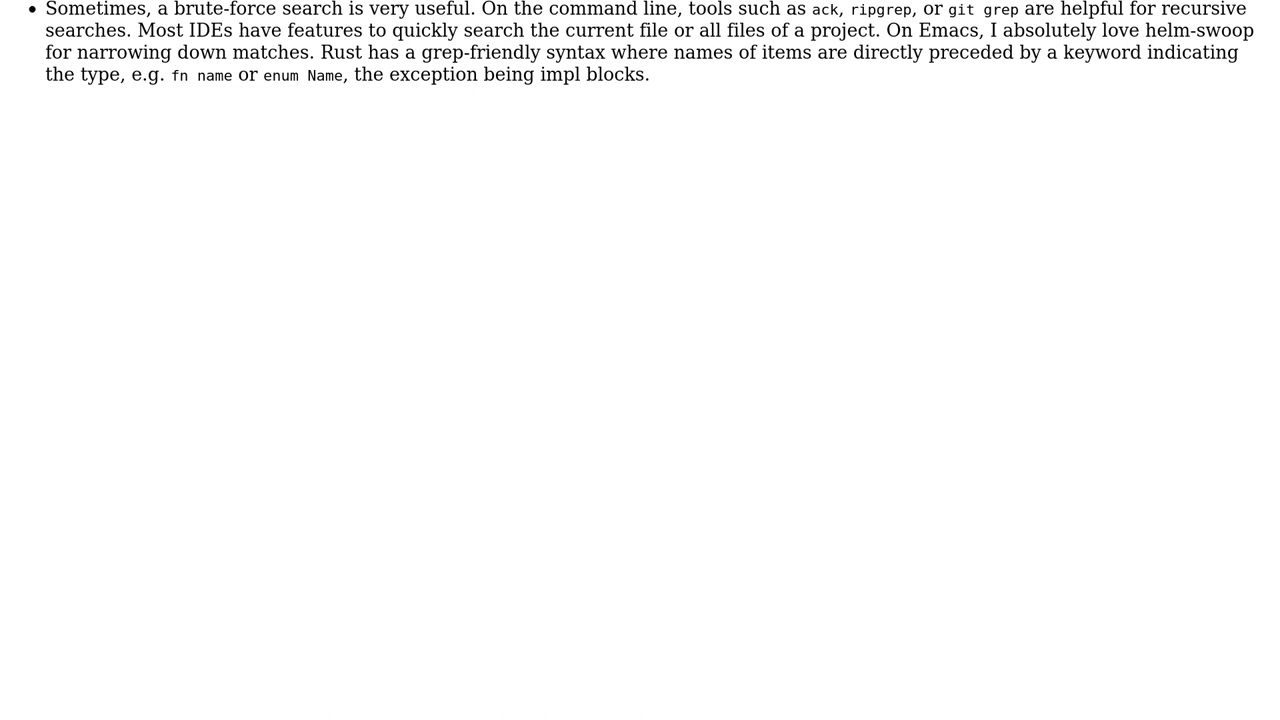 • Sometimes, a brute-force search is very useful. On the command line, tools such as ack, ripgrep, or git grep are helpful for recursive
searches. Most IDEs have features to quickly search the current file or all files of a project. On Emacs, I absolutely love helm-swoop
for narrowing down matches. Rust has a grep-friendly syntax where names of items are directly preceded by a keyword indicating
the type, e.g. fn name or enum Name, the exception being impl blocks.